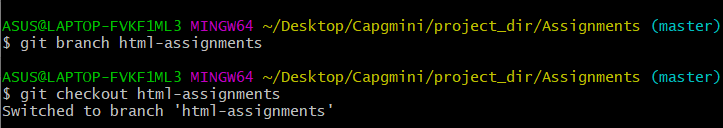 ASUS@LAPTOP-FVKF1ML3 MINGW64 ~/Desktop/Capgmini/project_dir/Assignments (master)
$ git branch html-assignments
ASUS@LAPTOP-FVKF1ML3 MINGW64 ~/Desktop/Capgmini/project_dir/Assignments (master)
$ git checkout html-assignments
Switched to branch 'html-assignments'